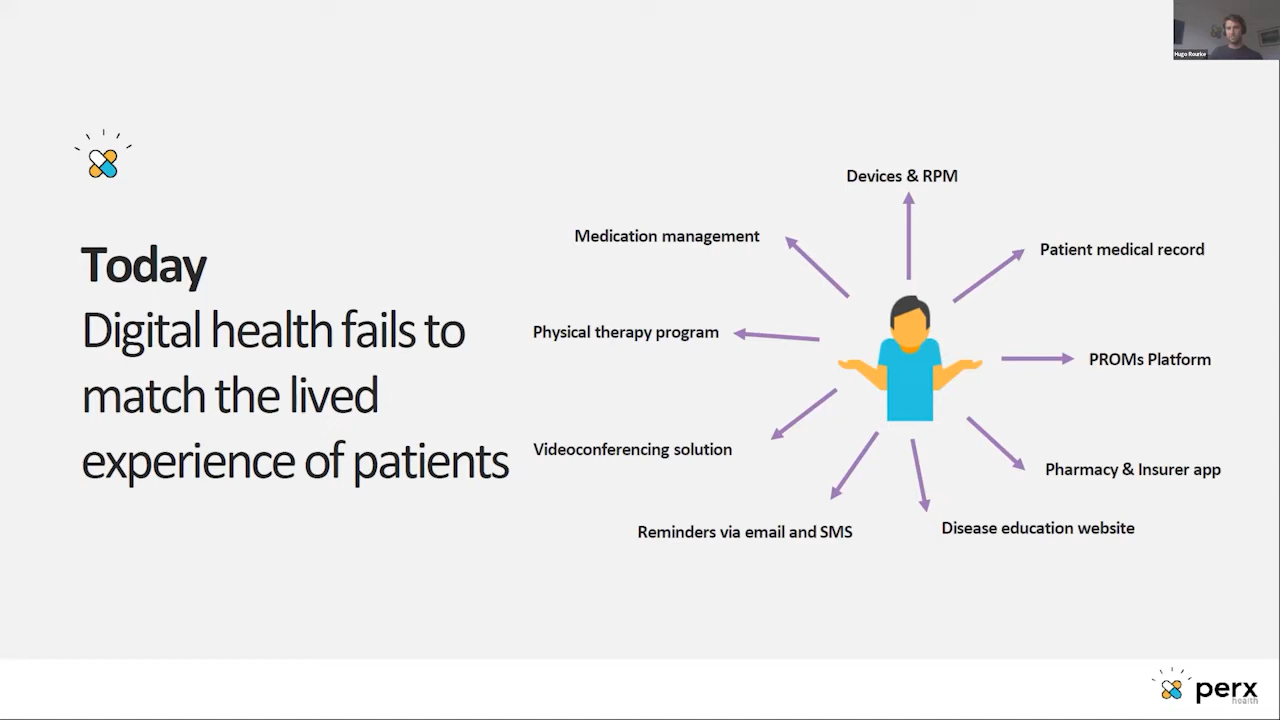 Hugo Rourke
Today
Digital health fails to
match the lived
experience of patients
Devices & RPM
Medication management
Patient medical record
Physical therapy program
PROMs Platform
Videoconferencing solution
Pharmacy & Insurer app
Reminders via email and SMS
Disease education website
perx
health